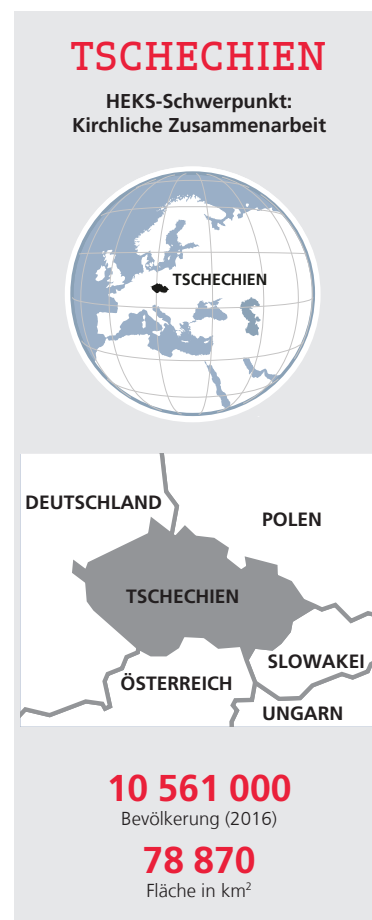 TSCHECHIEN
HEKS-Schwerpunkt:
Kirchliche Zusammenarbeit
TSCHECHIEN
DEUTSCHLAND
POLEN
TSCHECHIEN
SLOWAKEI
ÖSTERREICH
UNGARN
10 561 000
Bevölkerung (2016)
78 870
Fläche in km²